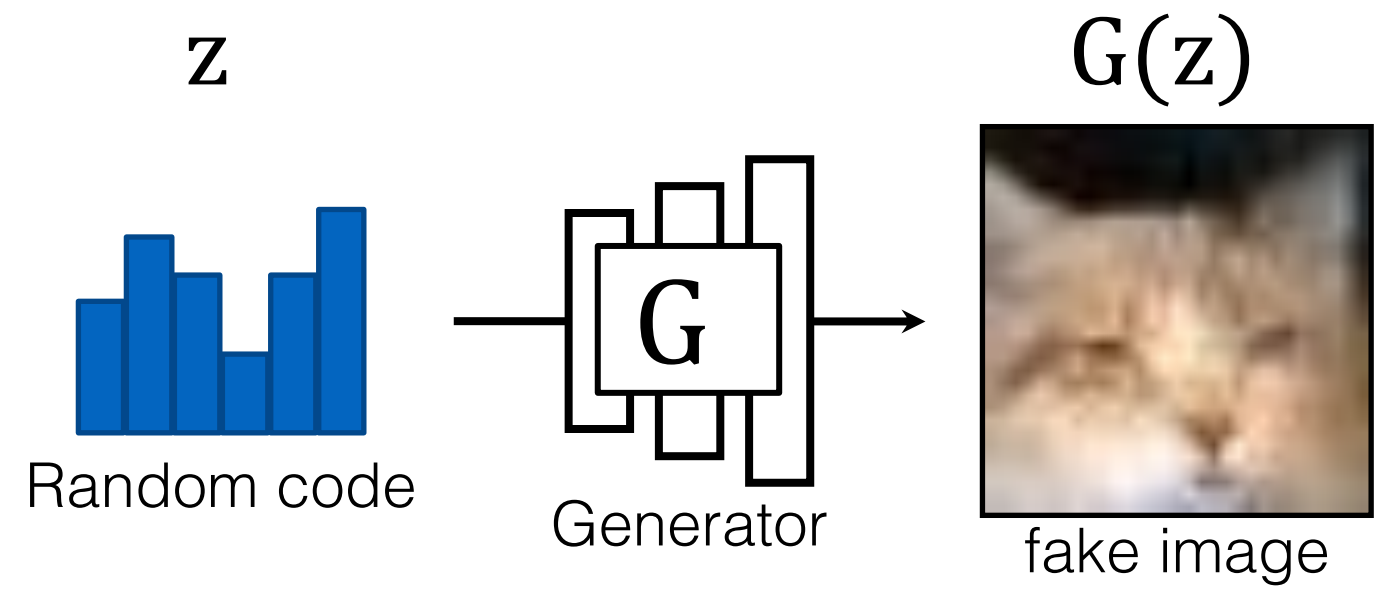 z
G(z)
G
Random code
Generator
fake image